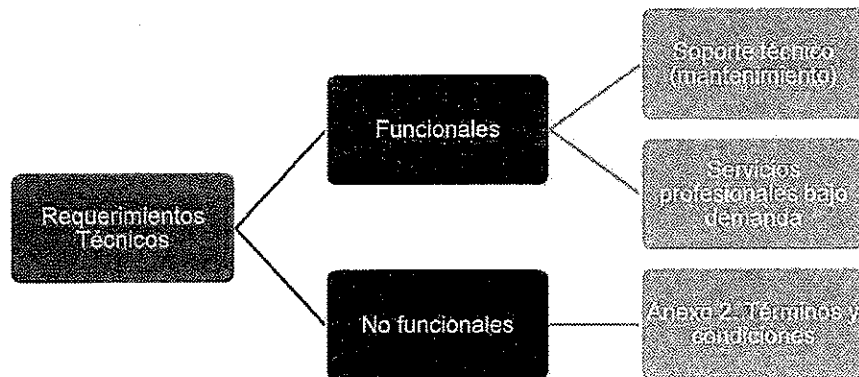 Requerimientos
Técnicos
Funcionales
Soporte técnico
(mantenimiento)
Servicios
profesionales bajo
demanda
No funcionales
Anexo 2. Términos y
condiciones